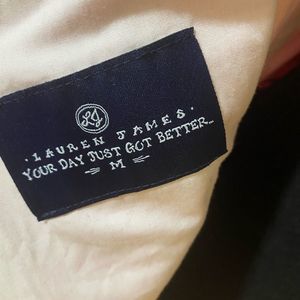 LJ
· LAUREN JAMES ·
YOUR DAY JUST GOT BETTER...
M